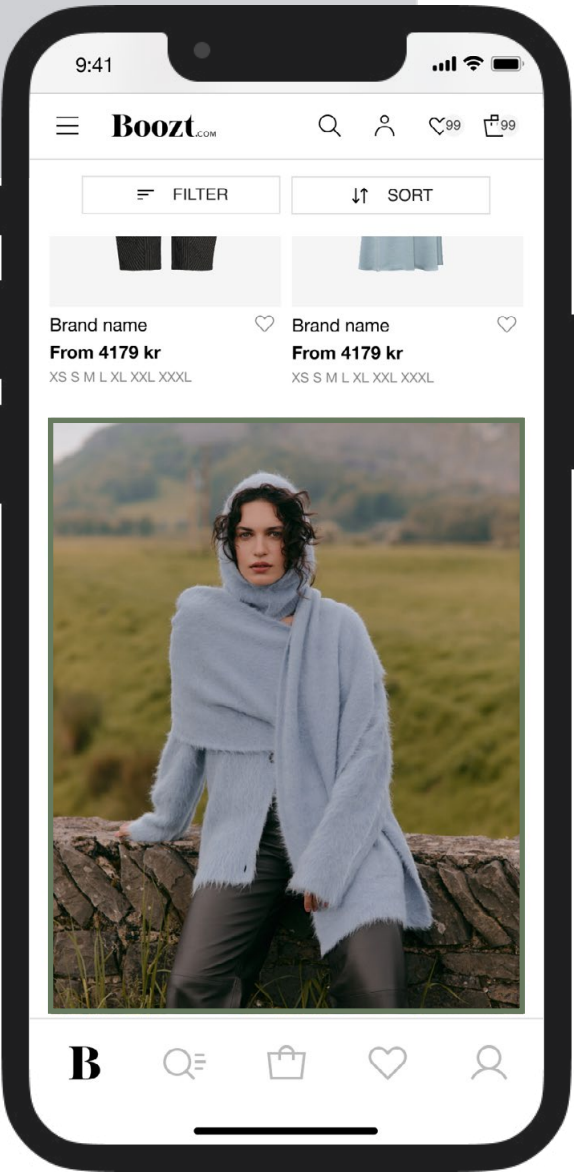 9:41
Boozt.COM
99
99
FILTER
SORT
Brand name
From 4179 kr
XS S M L XL XXL XXXL
Brand name
From 4179 kr
XS S M L XL XXL XXXL
B